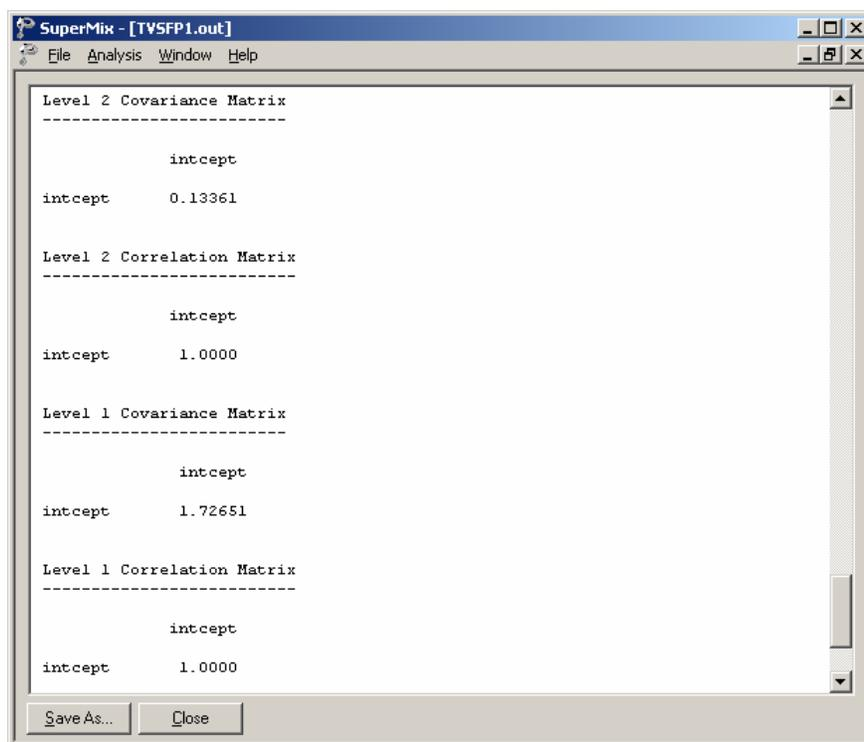 SuperMix - [TVSFP1.out]
File Analysis Window Help
Level 2 Covariance Matrix
-------------------------
intcept
intcept 0.13361
Level 2 Correlation Matrix
--------------------------
intcept
intcept 1.0000
Level 1 Covariance Matrix
-------------------------
intcept
intcept 1.72651
Level 1 Correlation Matrix
--------------------------
intcept
intcept 1.0000
Save As... Close